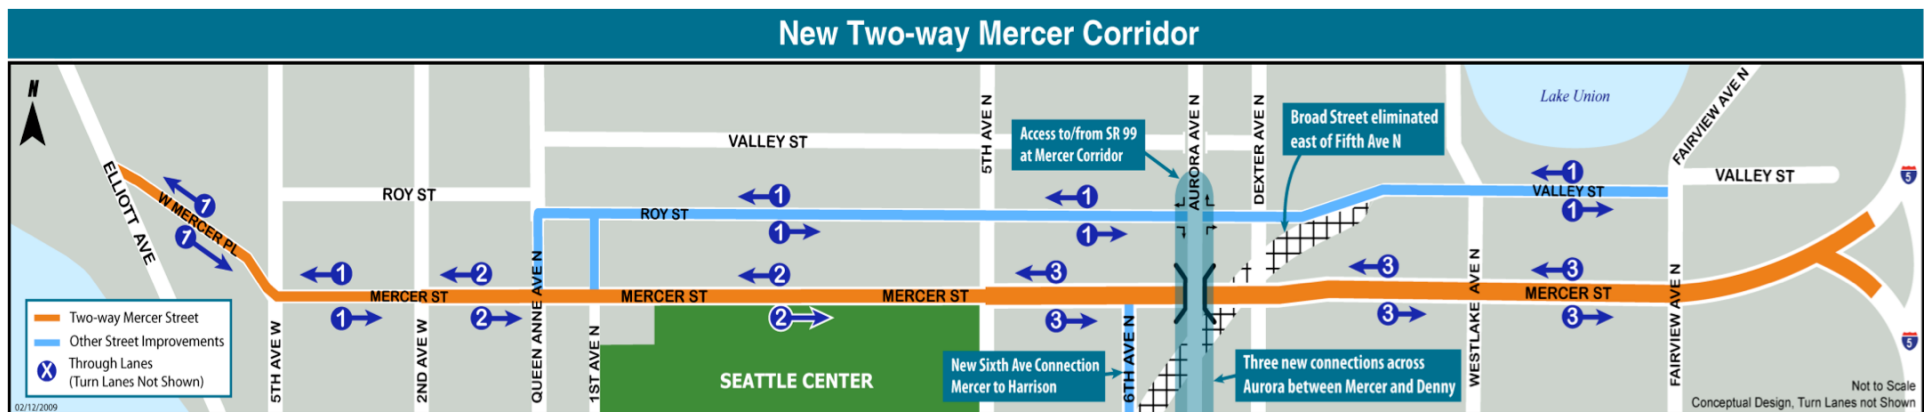 New Two-way Mercer Corridor
N
Lake Union
FAIRVIEW AVE N
Access to/from SR 99
at Mercer Corridor
Broad Street eliminated
east of Fifth Ave N
5TH AVE N
AURORA AVE N
DEXTER AVE N
VALLEY ST
ELLIOTT AVE
W MERCER PL
1
1
ROY ST
ROY ST
1
1
1
1
1
VALLEY ST
1
VALLEY ST
5
1
2
2
3
3
3
MERCER ST
MERCER ST
MERCER ST
MERCER ST
1
2
2
3
3
3
5
5TH AVE W
2ND AVE W
QUEEN ANNE AVE N
1ST AVE N
6TH AVE N
WESTLAKE AVE N
FAIRVIEW AVE N
SEATTLE CENTER
New Sixth Ave Connection
Mercer to Harrison
Three new connections across
Aurora between Mercer and Denny
Two-way Mercer Street
Other Street Improvements
X
Through Lanes
(Turn Lanes Not Shown)
02/12/2009
Not to Scale
Conceptual Design, Turn Lanes not Shown